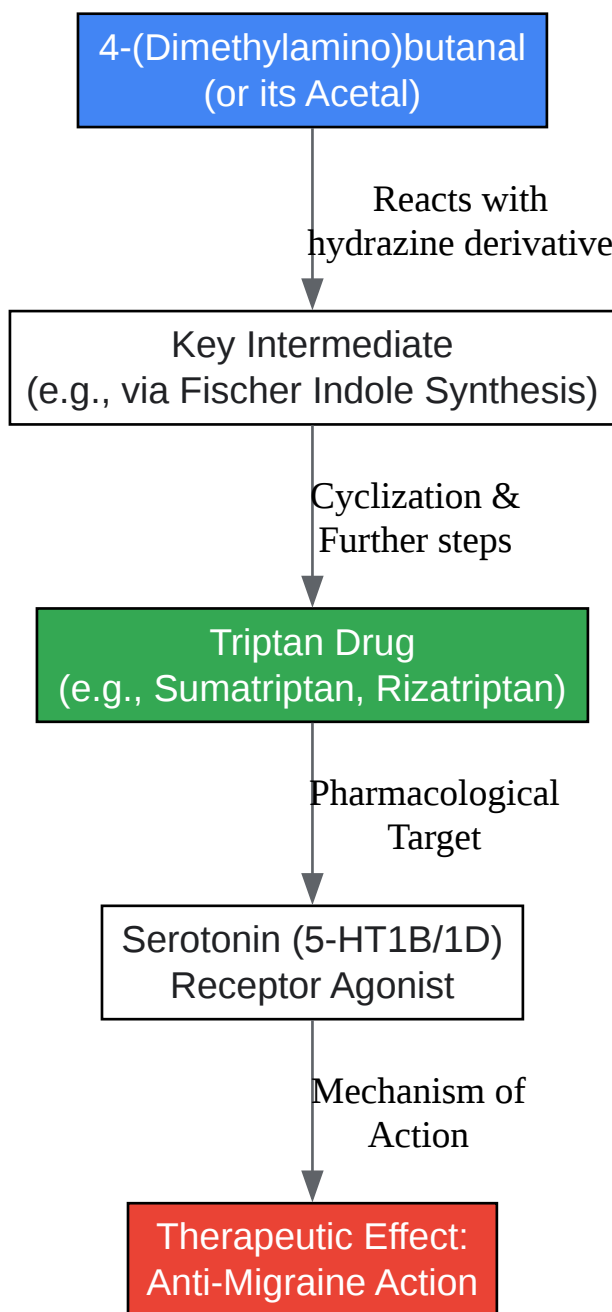 4-(Dimethylamino)butanal
(or its Acetal)
Reacts with
hydrazine derivative
Key Intermediate
(e.g., via Fischer Indole Synthesis)
Cyclization &
Further steps
Triptan Drug
(e.g., Sumatriptan, Rizatriptan)
Pharmacological
Target
Serotonin (5-HT1B/1D)
Receptor Agonist
Mechanism of
Action
Therapeutic Effect:
Anti-Migraine Action